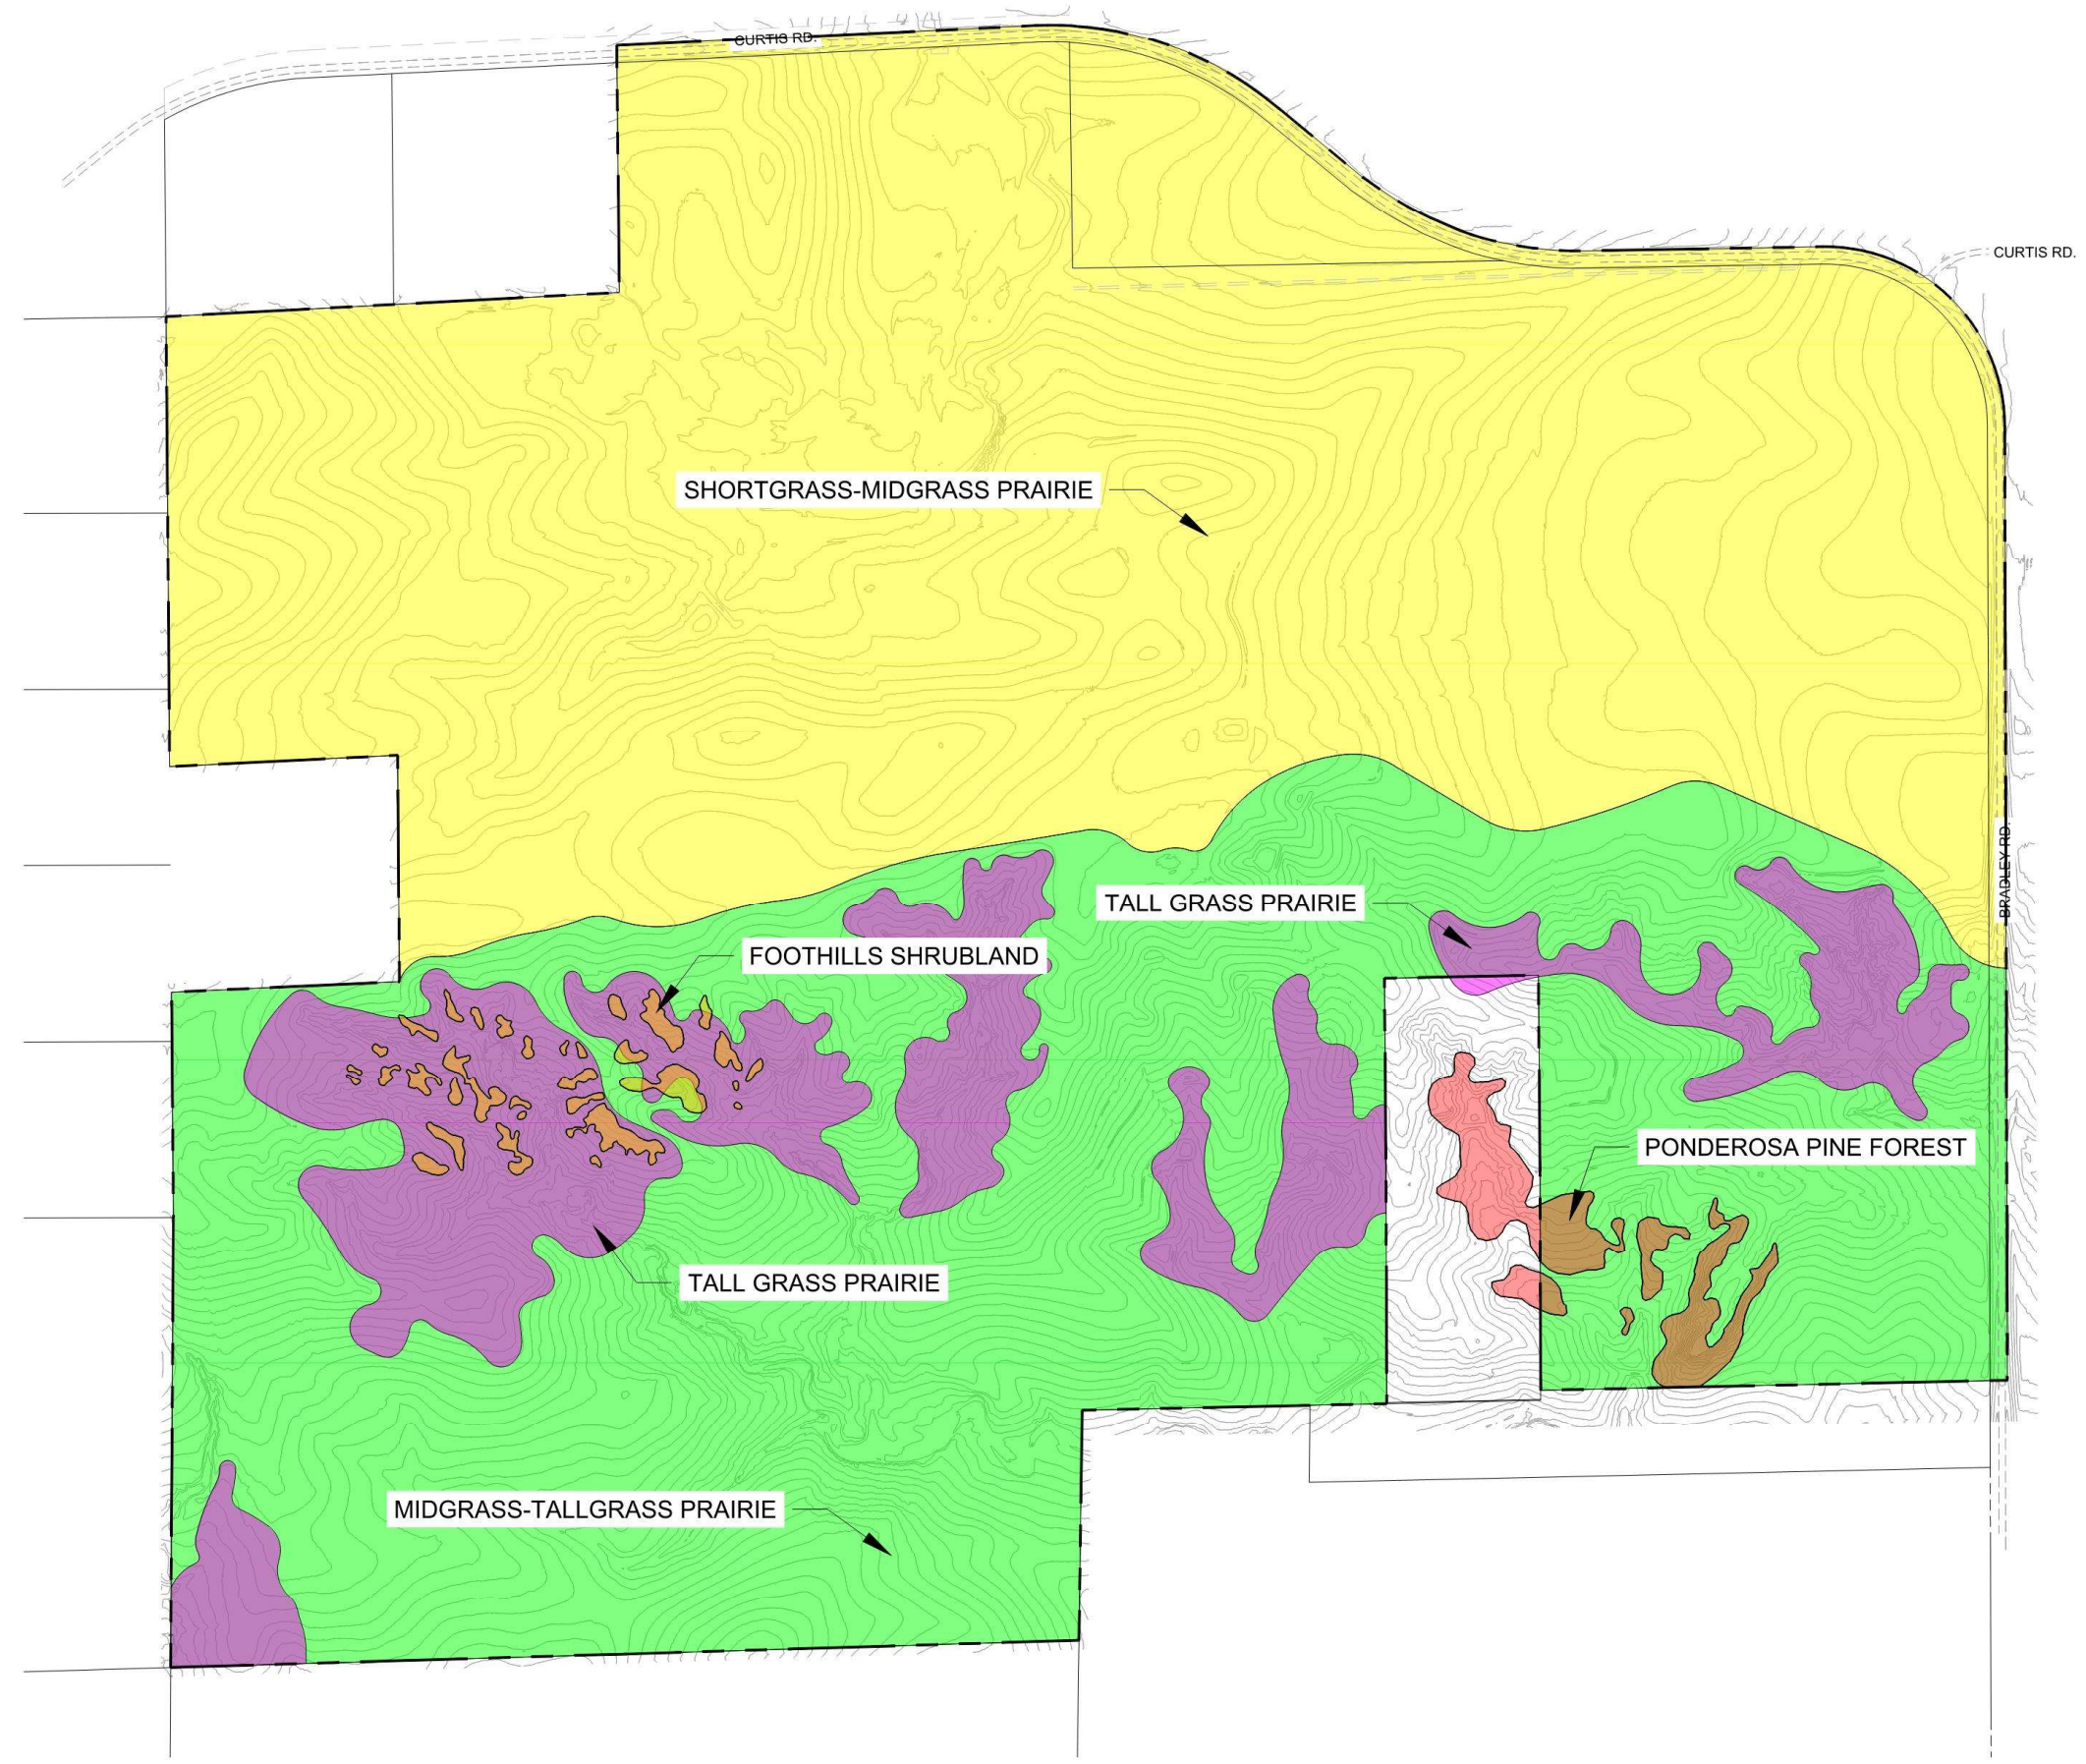 CURTIS RD.
CURTIS RD.
SHORTGRASS-MIDGRASS PRAIRIE
BRADLEY RD.
TALL GRASS PRAIRIE
FOOTHILLS SHRUBLAND
PONDEROSA PINE FOREST
TALL GRASS PRAIRIE
MIDGRASS-TALLGRASS PRAIRIE